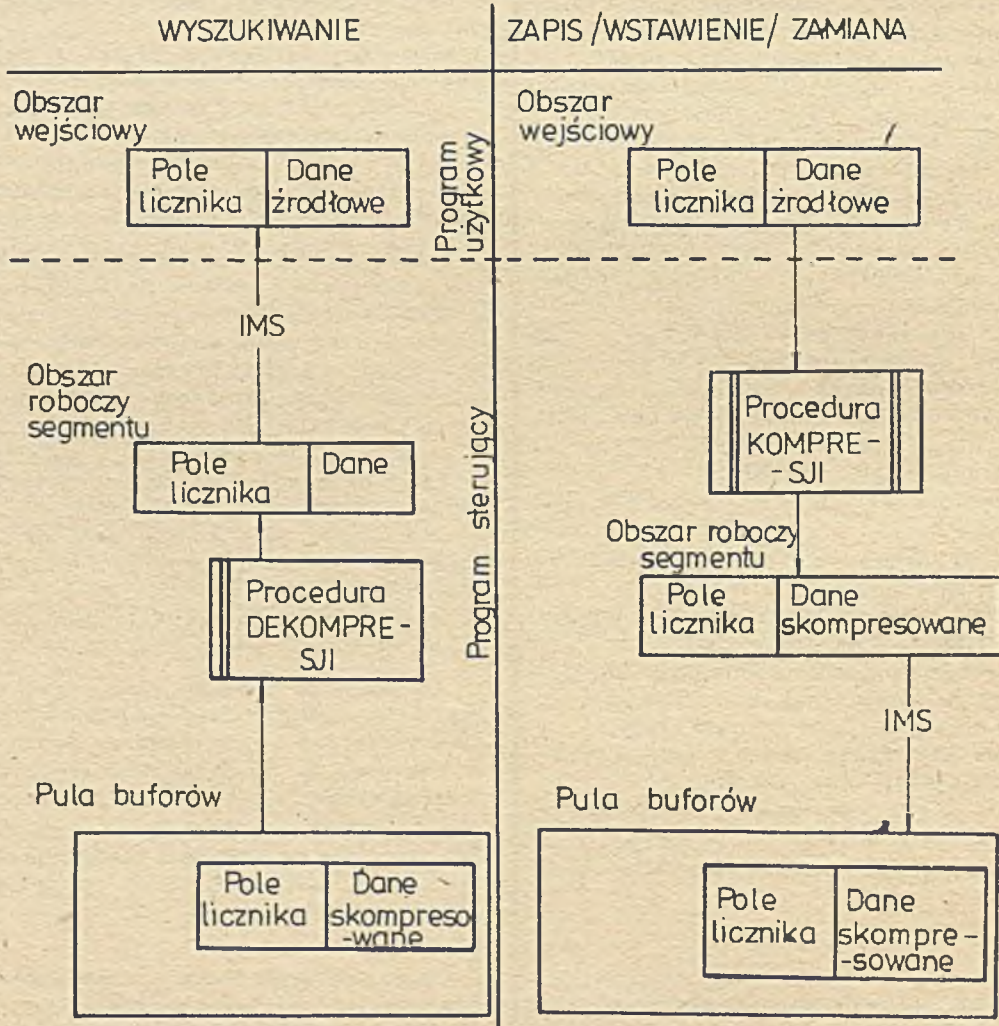 WYSZUKIWANIE
ZAPIS /WSTAWIENIE/ ZAMIANA
Obszar
wejściowy
Pole
licznika
Dane
żrodłowe
Program
użytkowy
Obszar
wejściowy
Pole
licznika
Dane
żrodłowe
IMS
Obszar
roboczy
segmentu
Pole
licznika
Dane
Procedura
DEKOMPRE-
SJI
Program sterujący
Procedura
KOMPRE-
-SJI
Obszar roboczy
segmentu
Pole
licznika
Dane
skompresowane
IMS
Pula buforów
Pole
licznika
Dane
skompreso
-wane
Pula buforów
Pole
licznika
Dane
skompre-
-sowane